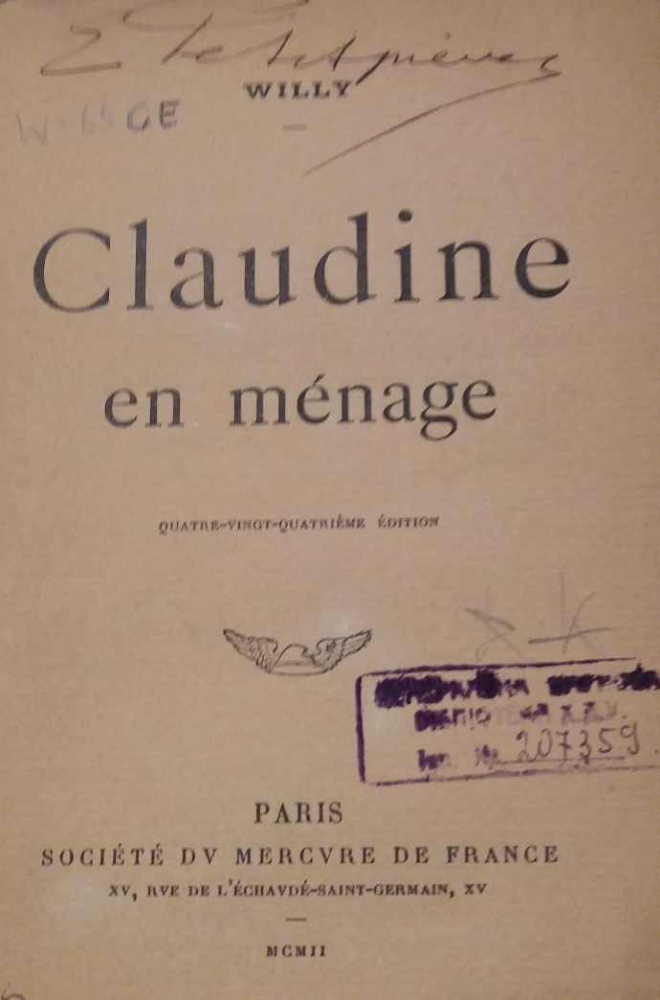 WILLY
CE
Claudine
en ménage
QUATRE-VINGT-QUATRIÈME ÉDITION
207359
PARIS
SOCIÉTÉ DV MERCVRE DE FRANCE
XV, RVE DE L'ÉCHAVDÉ-SAINT-GERMAIN, XV
MCMII